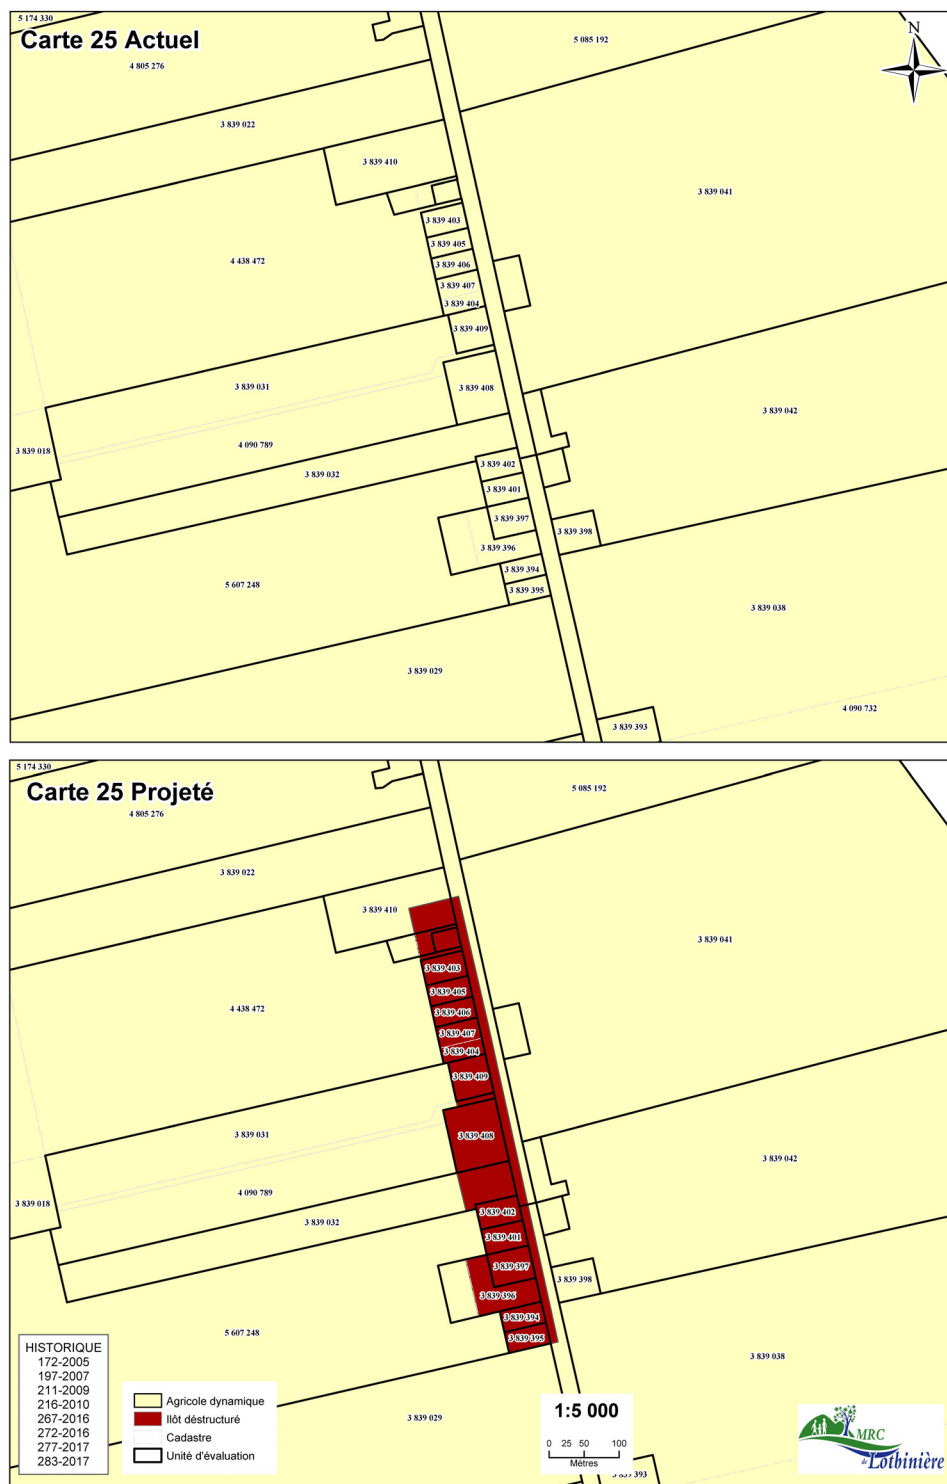 5 174 330
Carte 25 Actuel
N
5 085 192
4 805 276
3 839 022
3 839 410
3 839 041
3 839 403
3 839 405
4 438 472
3 839 406
3 839 407
3 839 404
3 839 409
3 839 031
3 839 408
3 839 042
4 090 789
3 839 018
3 839 032
3 839 402
3 839 401
3 839 397
3 839 398
3 839 396
3 839 394
5 607 248
3 839 395
3 839 038
3 839 029
4 090 732
3 839 393
5 174 330
Carte 25 Projeté
5 085 192
4 805 276
3 839 022
3 839 410
3 839 041
3 839 403
3 839 405
4 438 472
3 839 406
3 839 407
3 839 404
3 839 409
3 839 031
3 839 408
3 839 042
4 090 789
3 839 018
3 839 402
3 839 032
3 839 401
3 839 397
3 839 398
3 839 396
3 839 394
5 607 248
3 839 395
3 839 038
3 839 029
HISTORIQUE
172-2005
197-2007
211-2009
216-2010
267-2016
272-2016
277-2017
283-2017
Agricole dynamique
Ilôt déstructuré
Cadastre
Unité d'évaluation
1:5 000
0 25 50 100
Mètres
3 839 393
MRC
de Lotbinière